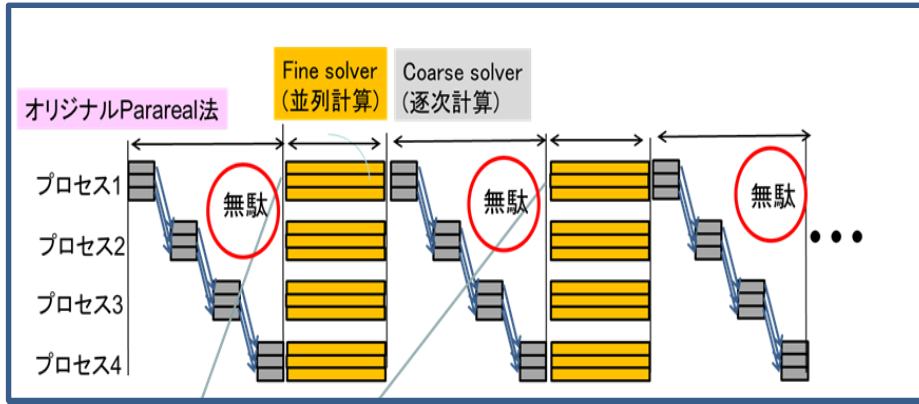 オリジナルParareal法
Fine solver
(並列計算)
Coarse solver
(逐次計算)
プロセス1
プロセス2
プロセス3
プロセス4
無駄
無駄
無駄
•••